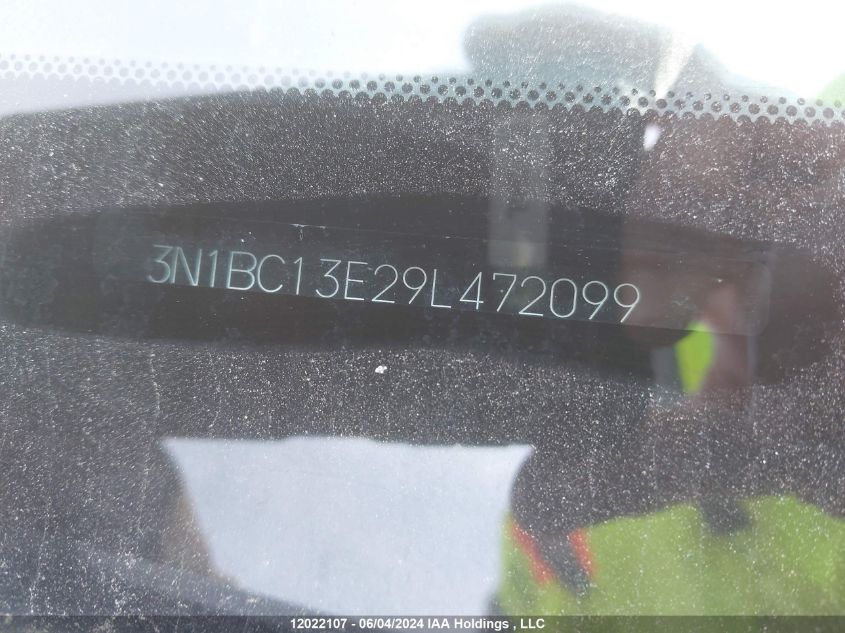 3N1BC13E29L472099
12022107 - 06/04/2024 IAA Holdings , LLC